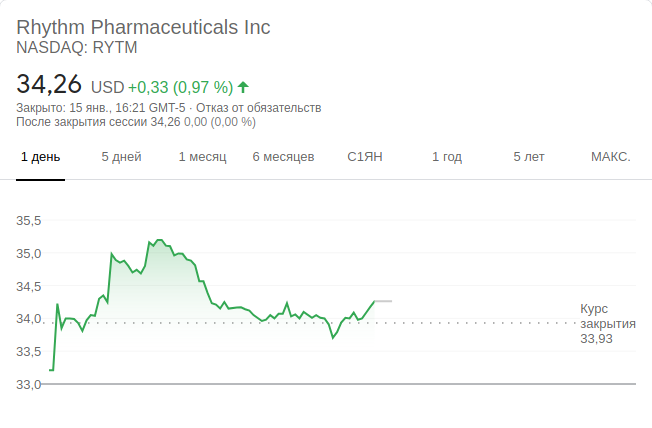 Rhythm Pharmaceuticals Inc
NASDAQ: RYTM
34,26 USD +0,33 (0,97 %)
Закрыто: 15 янв., 16:21 GMT-5 · Отказ от обязательств
После закрытия сессии 34,26 0,00 (0,00 %)
1 день 5 дней 1 месяц 6 месяцев С1ЯН 1 год 5 лет МАКС.
35,5
35,0
34,5
34,0
33,5
33,0
Курс
закрытия
33,93